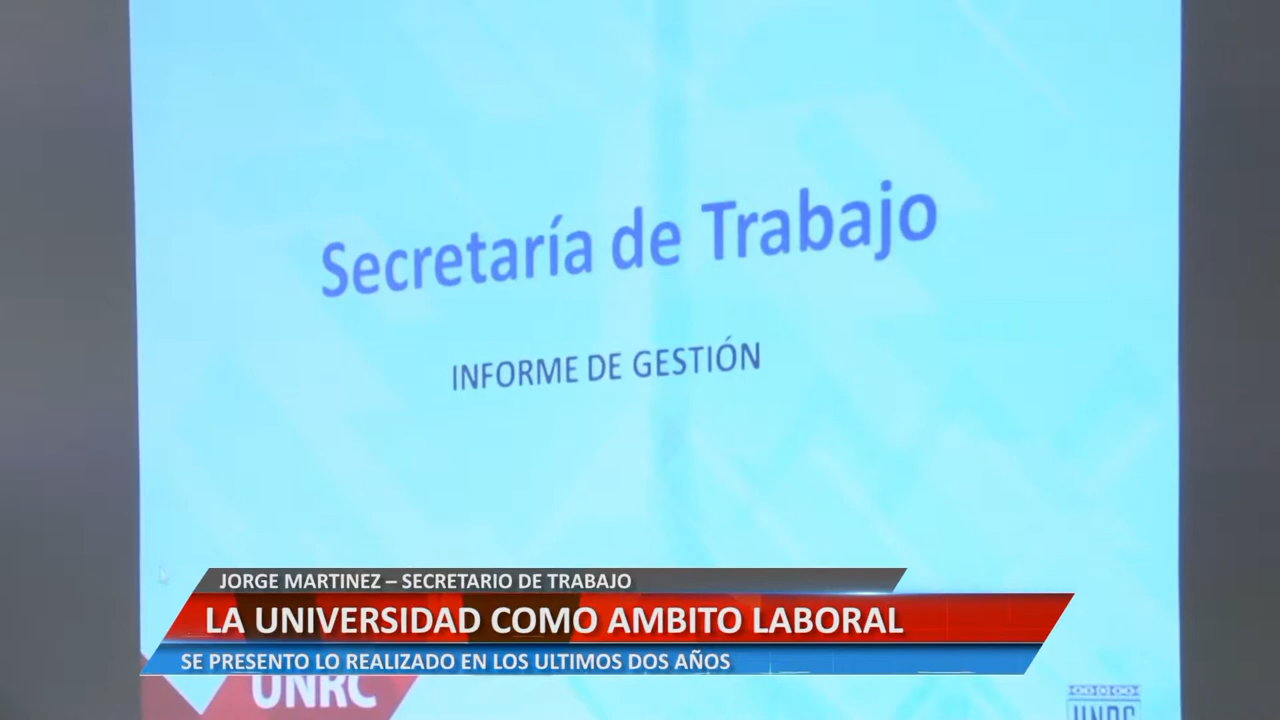 Secretaría de Trabajo
INFORME DE GESTIÓN
JORGE MARTINEZ – SECRETARIO DE TRABAJO
LA UNIVERSIDAD COMO AMBITO LABORAL
SE PRESENTO LO REALIZADO EN LOS ULTIMOS DOS AÑOS
UNRC
UNRC